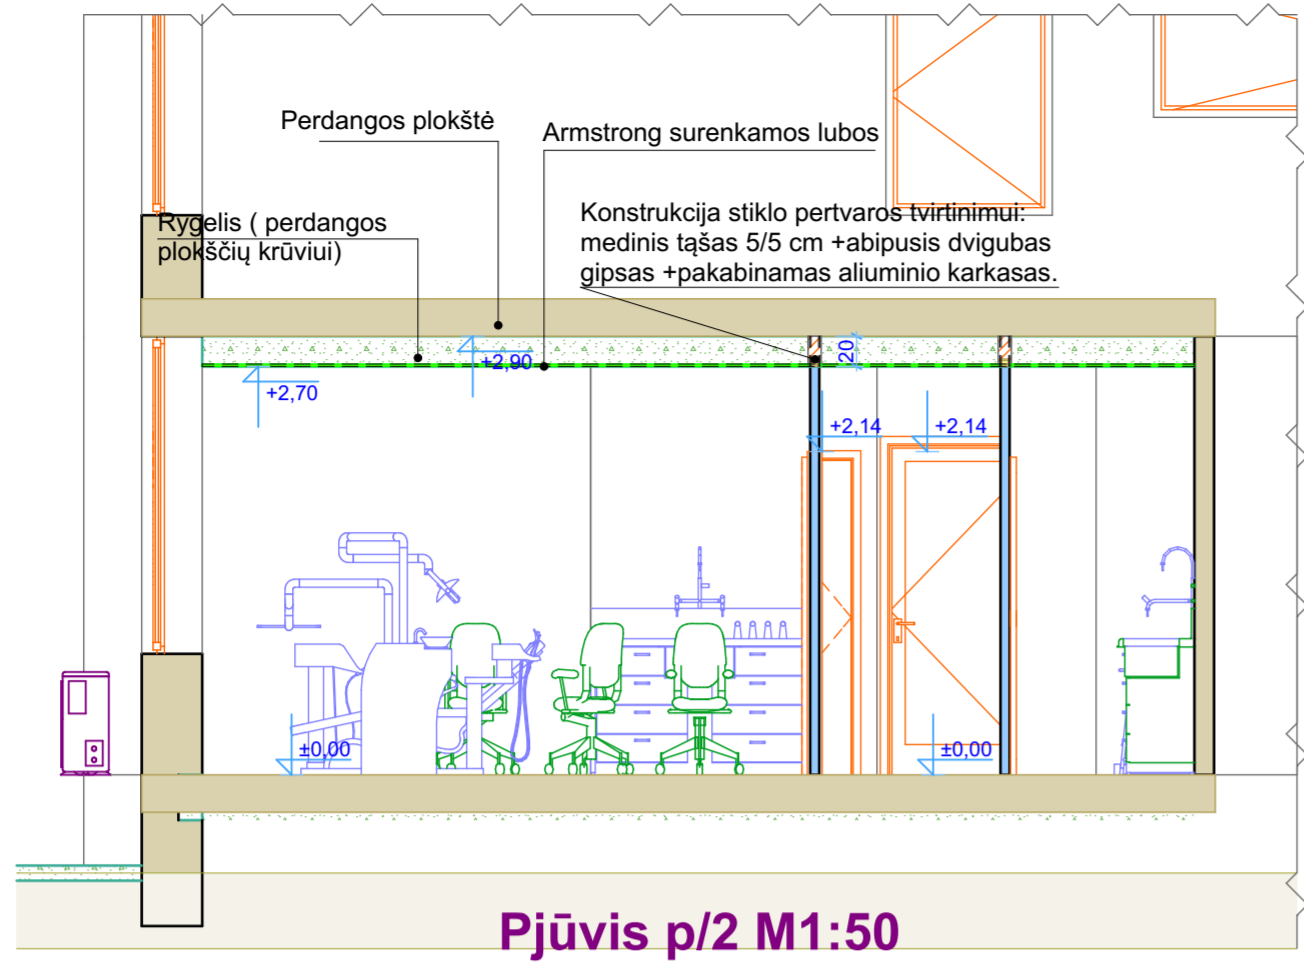 Perdangos plokštė
Armstrong surenkamos lubos
Rygelis ( perdangos
plokščių krūviui)
Konstrukcija stiklo pertvaros tvirtinimui:
medinis tąšas 5/5 cm +abipusis dvigubas
gipsas +pakabinamas aliuminio karkasas.
+2,90
20
+2,70
+2,14
+2,14
±0,00
±0,00
Pjūvis p/2 M1:50